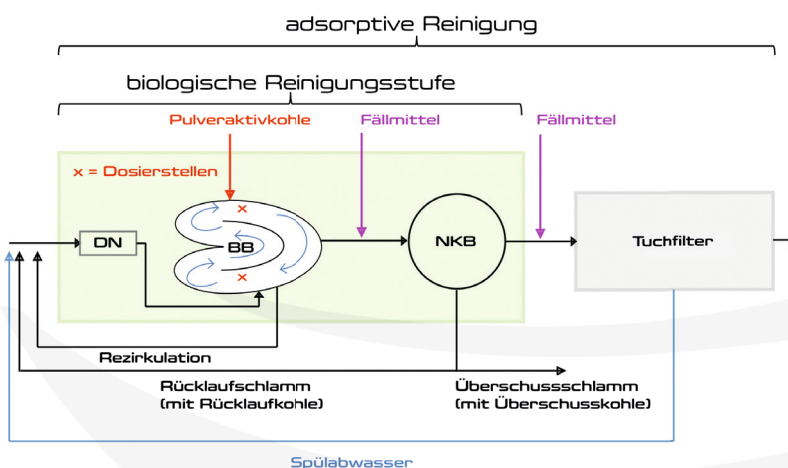 adsorptive Reinigung
biologische Reinigungsstufe
Pulveraktivkohle
Fällmittel
Fällmittel
x = Dosierstellen
x
DN
BB
NKB
Tuchfilter
x
Rezirkulation
Rücklaufschlamm
(mit Rücklaufkohle)
Überschussschlamm
(mit Überschusskohle)
Spülabwasser